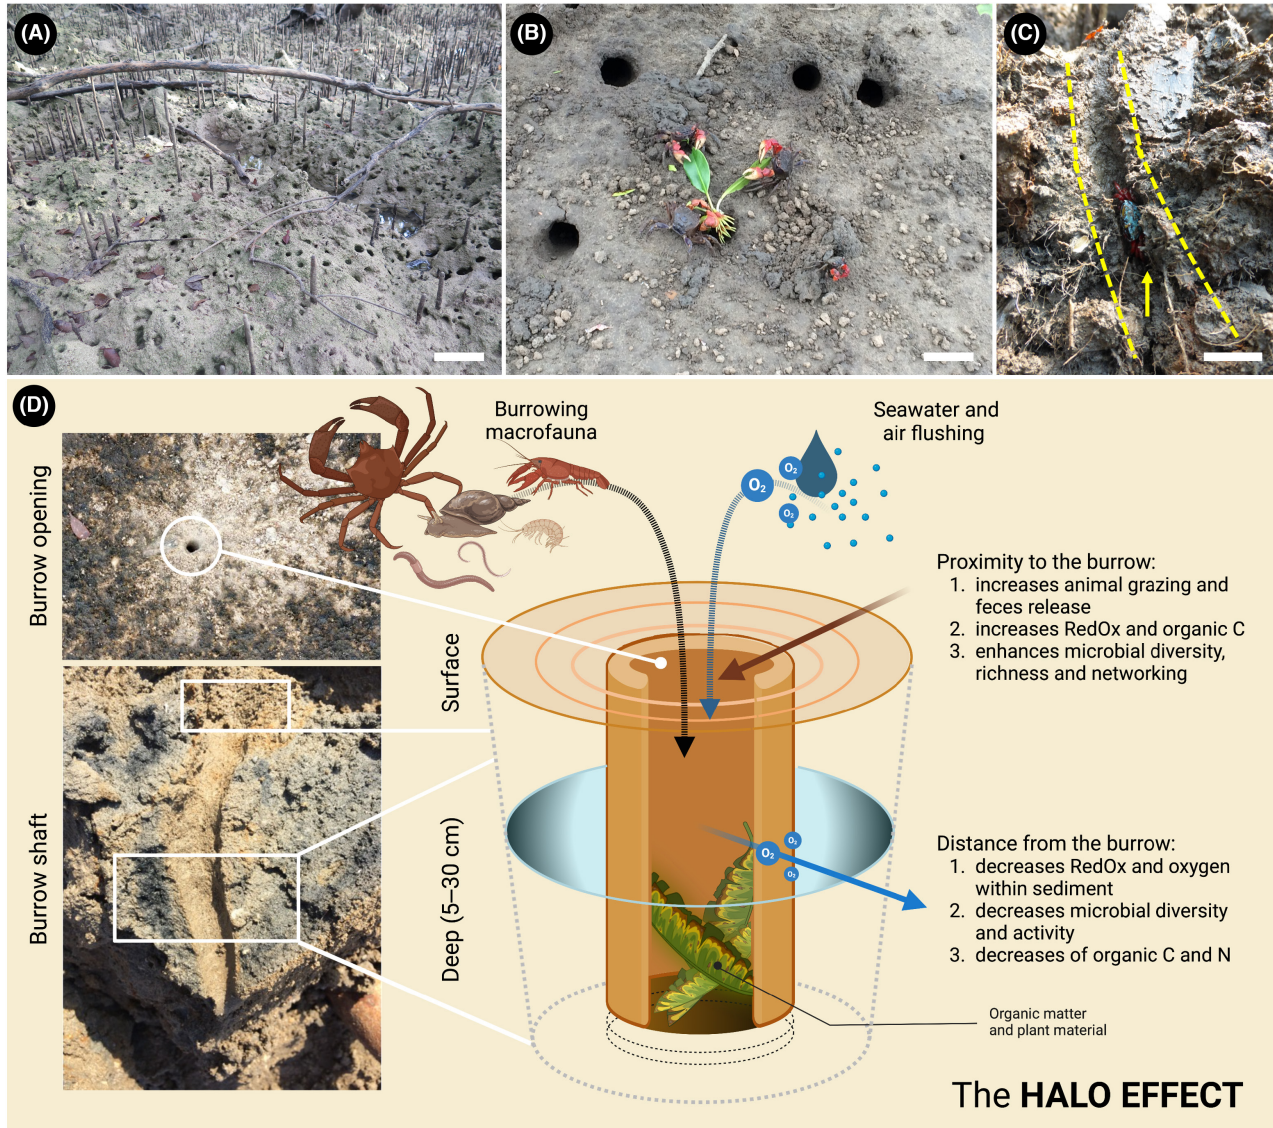 (A)
(B)
(C)
(D)
Burrowing
macrofauna
Seawater and
air flushing
O2
O2
O2
Burrow opening
Surface
Proximity to the burrow:
1. increases animal grazing and
feces release
2. increases RedOx and organic C
3. enhances microbial diversity,
richness and networking
Burrow shaft
Deep (5–30 cm)
O2
O2
O2
Distance from the burrow:
1. decreases RedOx and oxygen
within sediment
2. decreases microbial diversity
and activity
3. decreases of organic C and N
Organic matter
and plant material
The HALO EFFECT